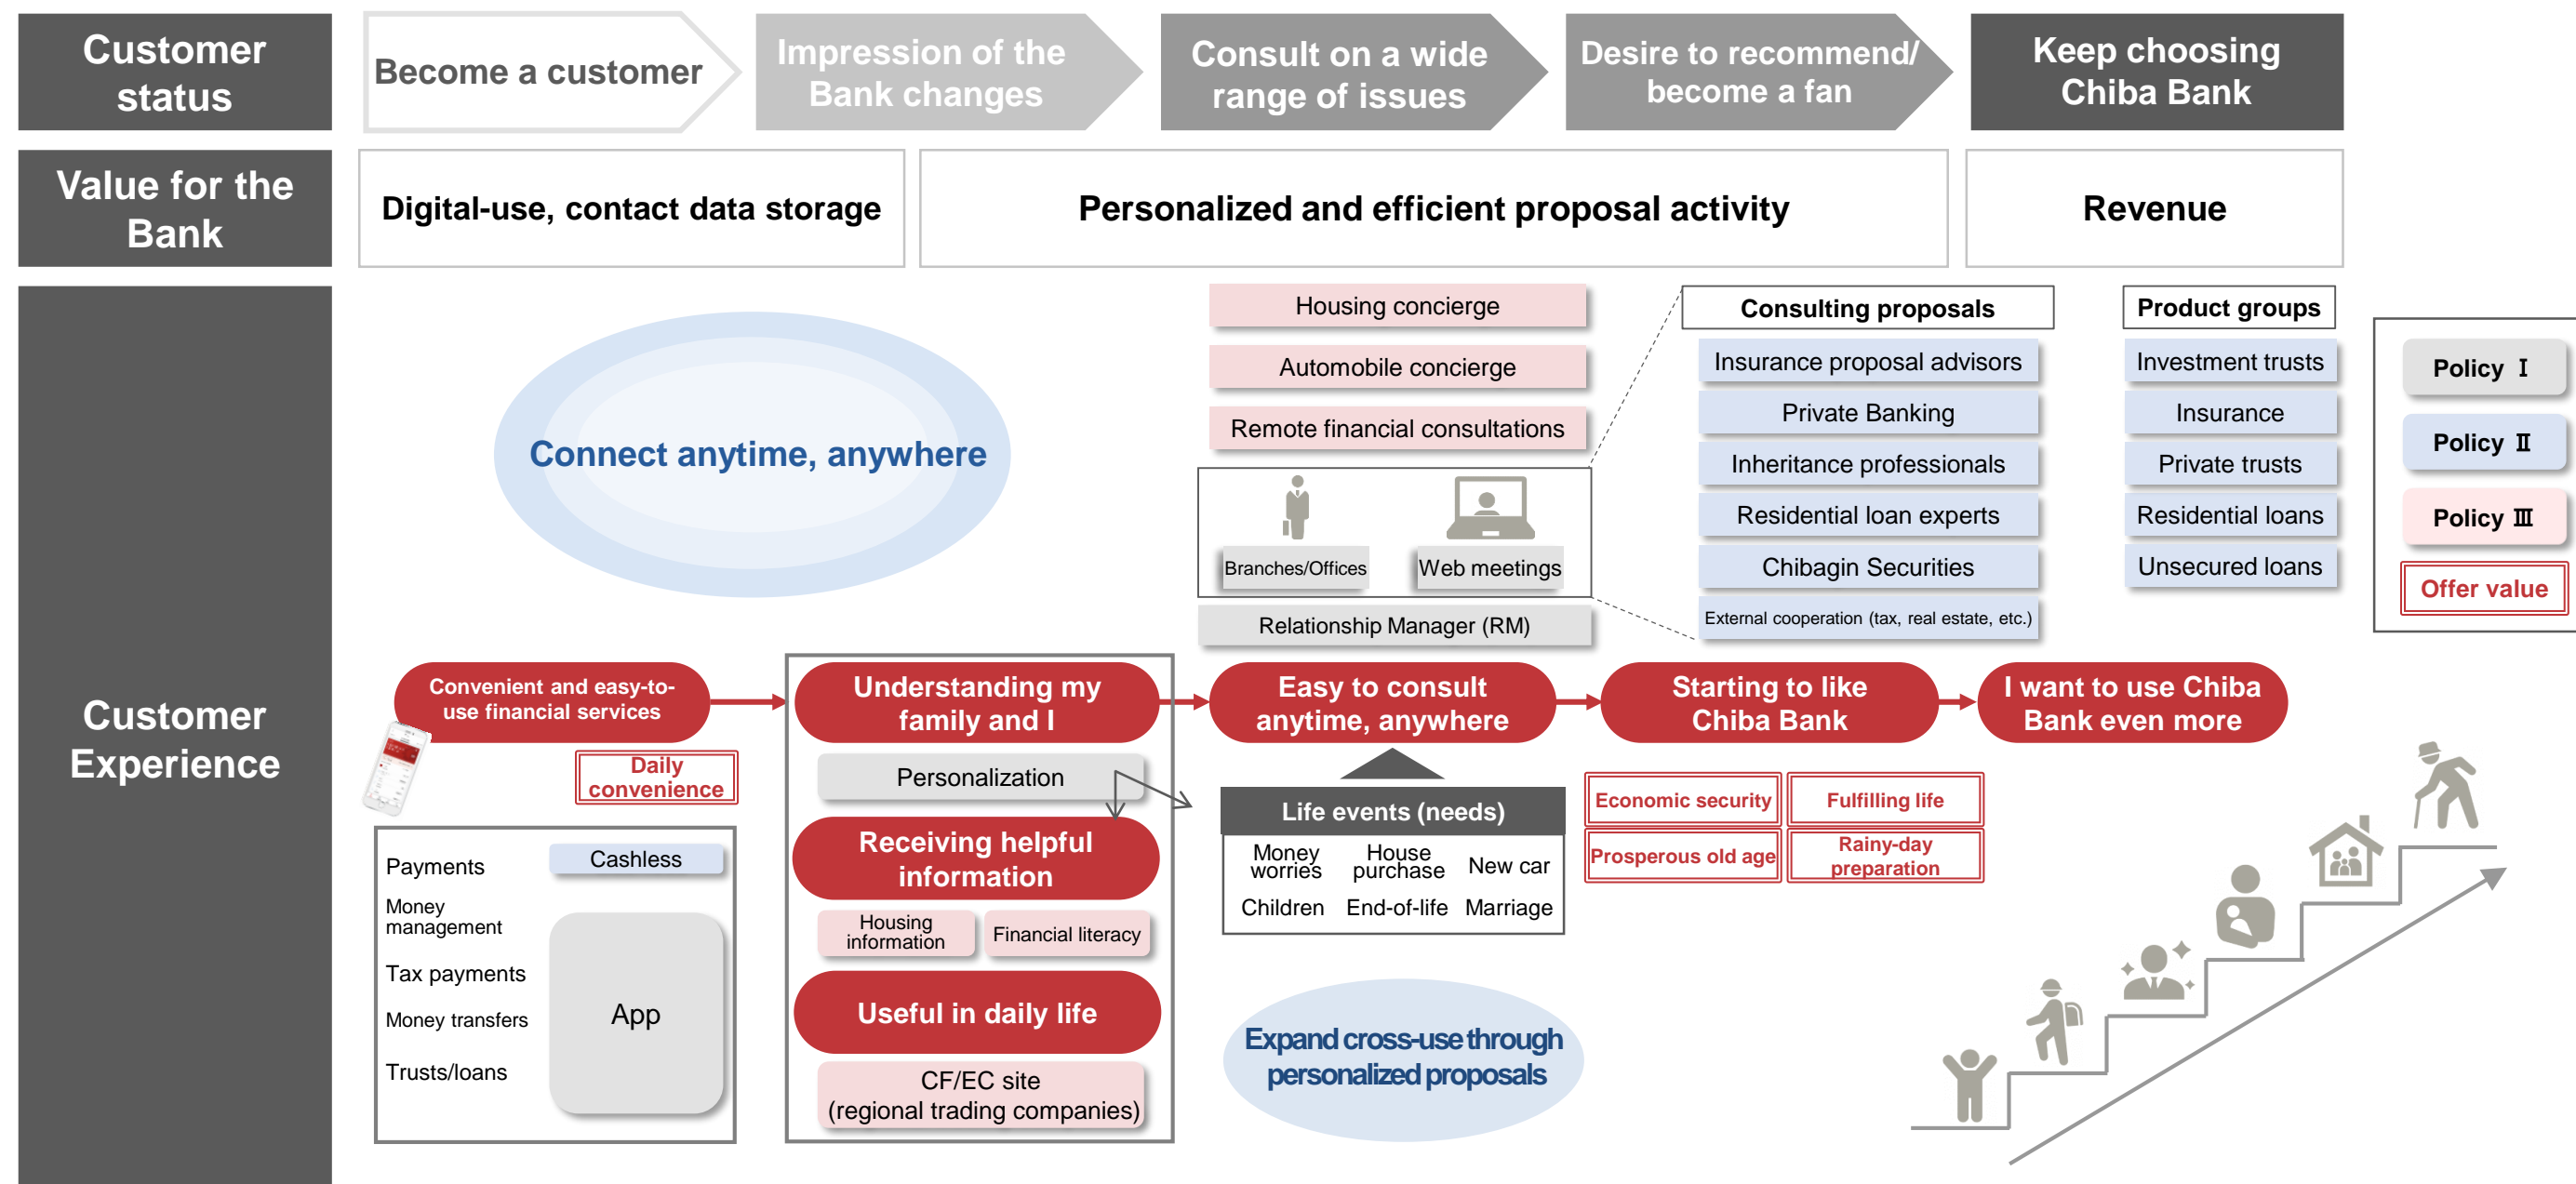 Customer
status
Become a customer
Impression of the
Bank changes
Consult on a wide
range of issues
Desire to recommend/
become a fan
Keep choosing
Chiba Bank
Value for the
Bank
Digital-use, contact data storage
Personalized and efficient proposal activity
Revenue
Customer
Experience
Connect anytime, anywhere
Housing concierge
Automobile concierge
Remote financial consultations
Branches/Offices
Web meetings
Relationship Manager (RM)
Consulting proposals
Insurance proposal advisors
Private Banking
Inheritance professionals
Residential loan experts
Chibagin Securities
External cooperation (tax, real estate, etc.)
Product groups
Investment trusts
Insurance
Private trusts
Residential loans
Unsecured loans
Policy Ⅰ
Policy Ⅱ
Policy Ⅲ
Offer value
Convenient and easy-to-
use financial services
Daily
convenience
Payments
Cashless
Money
management
Tax payments
Money transfers
Trusts/loans
App
Understanding my
family and I
Personalization
Receiving helpful
information
Housing
information
Financial literacy
Useful in daily life
CF/EC site
(regional trading companies)
Easy to consult
anytime, anywhere
Life events (needs)
Money
worries
House
purchase
New car
Children
End-of-life
Marriage
Expand cross-use through
personalized proposals
Starting to like
Chiba Bank
Economic security
Fulfilling life
Prosperous old age
Rainy-day
preparation
I want to use Chiba
Bank even more